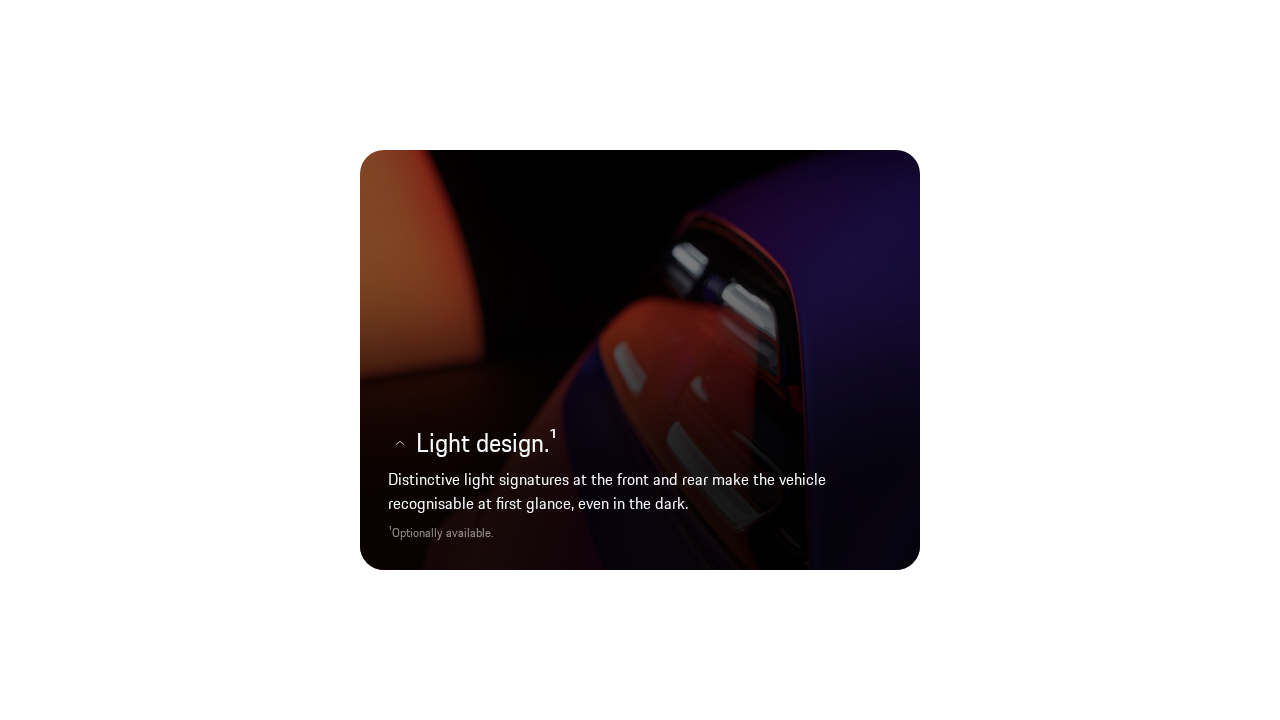 Light design.¹
Distinctive light signatures at the front and rear make the vehicle
recognisable at first glance, even in the dark.
¹Optionally available.